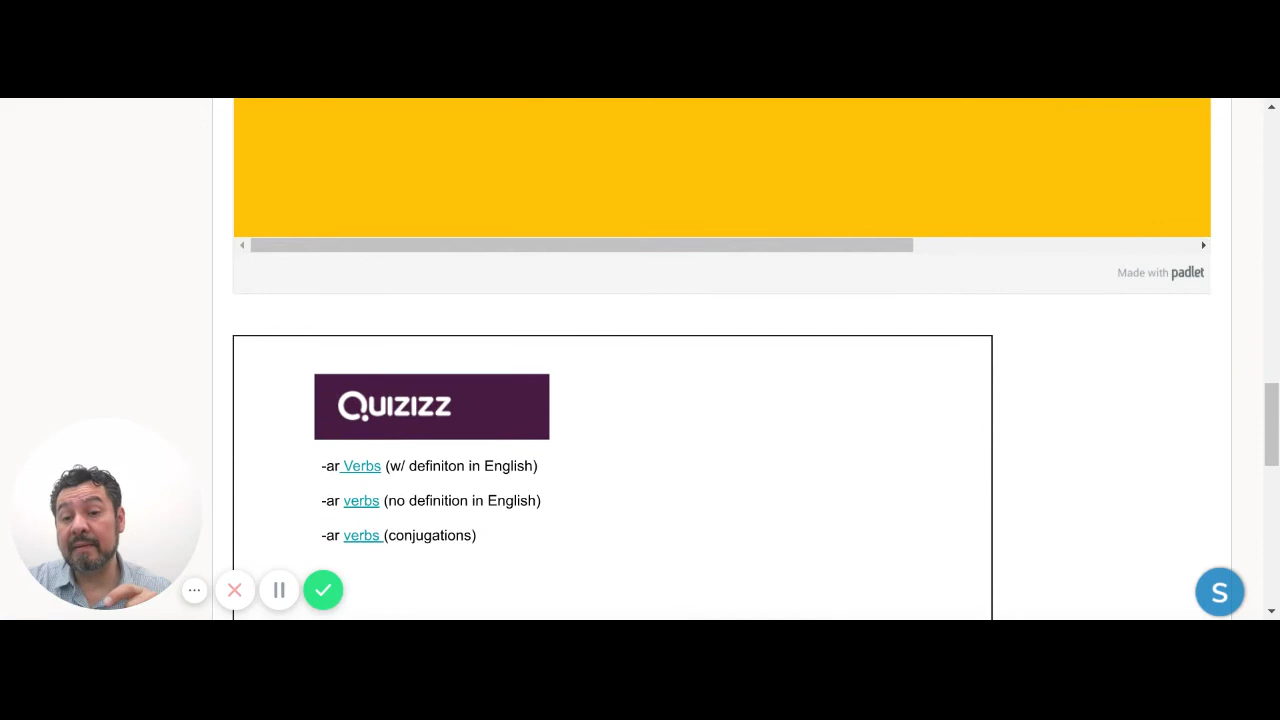 Made with padlet
QUIZIZZ
-ar Verbs (w/ definiton in English)
-ar verbs (no definition in English)
-ar verbs (conjugations)
S